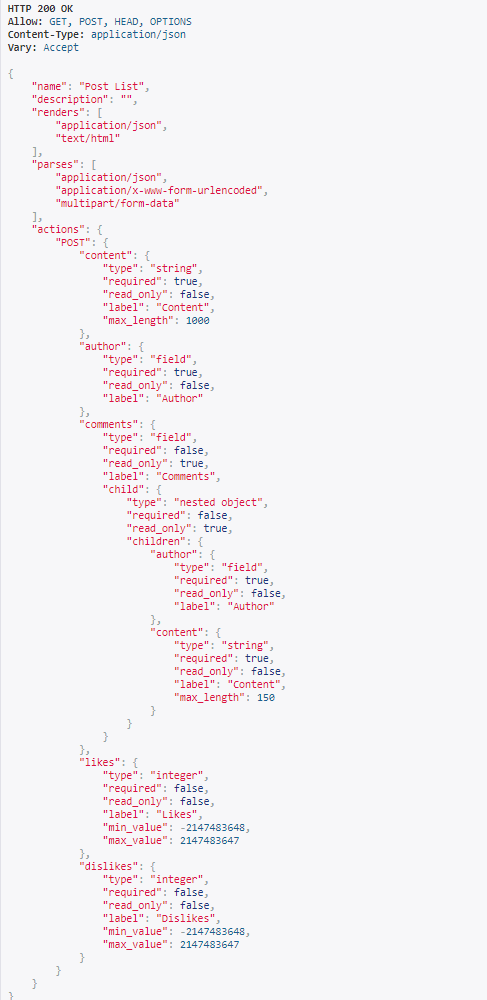 HTTP 200 OK
Allow: GET, POST, HEAD, OPTIONS
Content-Type: application/json
Vary: Accept
{
    "name": "Post List",
    "description": "",
    "renders": [
        "application/json",
        "text/html"
    ],
    "parses": [
        "application/json",
        "application/x-www-form-urlencoded",
        "multipart/form-data"
    ],
    "actions": {
        "POST": {
            "content": {
                "type": "string",
                "required": true,
                "read_only": false,
                "label": "Content",
                "max_length": 1000
            },
            "author": {
                "type": "field",
                "required": true,
                "read_only": false,
                "label": "Author"
            },
            "comments": {
                "type": "field",
                "required": false,
                "read_only": true,
                "label": "Comments",
                "child": {
                    "type": "nested object",
                    "required": false,
                    "read_only": true,
                    "children": {
                        "author": {
                            "type": "field",
                            "required": true,
                            "read_only": false,
                            "label": "Author"
                        },
                        "content": {
                            "type": "string",
                            "required": true,
                            "read_only": false,
                            "label": "Content",
                            "max_length": 150
                        }
                    }
                }
            },
            "likes": {
                "type": "integer",
                "required": false,
                "read_only": false,
                "label": "Likes",
                "min_value": -2147483648,
                "max_value": 2147483647
            },
            "dislikes": {
                "type": "integer",
                "required": false,
                "read_only": false,
                "label": "Dislikes",
                "min_value": -2147483648,
                "max_value": 2147483647
            }
        }
    }
}